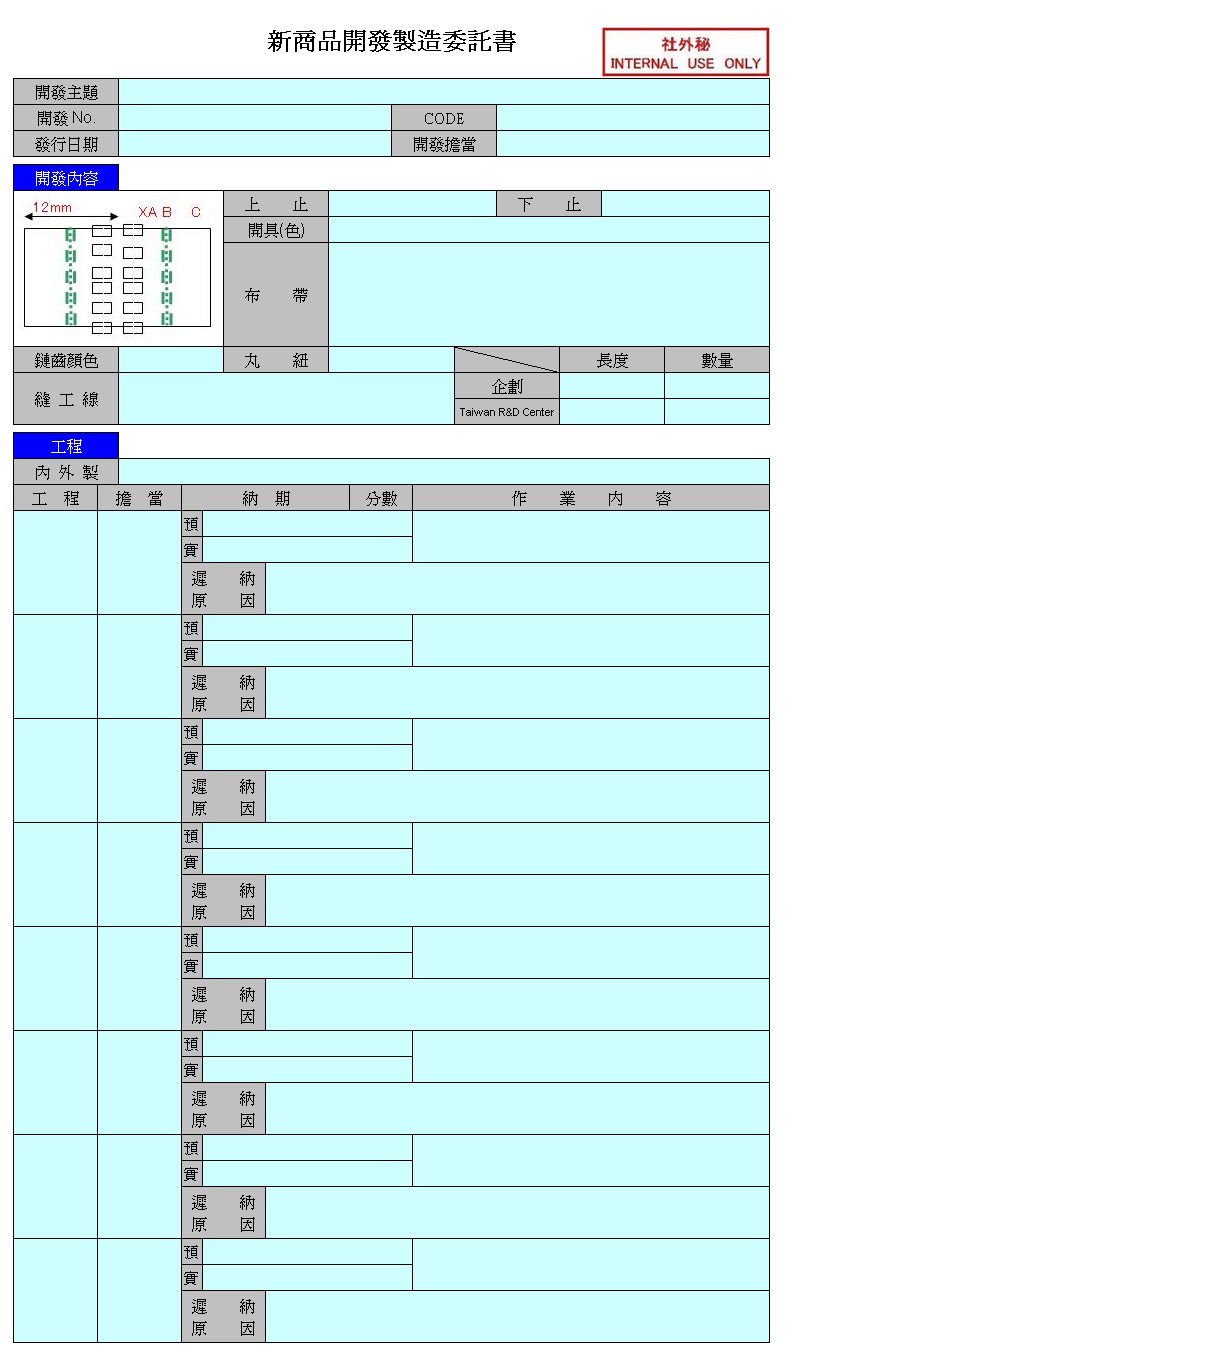 新商品開發製造委託書
社外秘
INTERNAL USE ONLY
開發主題
開發 No. CODE
發行日期 開發擔當
開發內容
12mm XA B C
上 止 下 止
開具(色)
布 帶
鏈齒顏色 丸 紐 長度 數量
企劃
縫 工 線
Taiwan R&D Center
工程
內 外 製
工 程 擔 當 納 期 分數 作 業 內 容
預
實
遲 納
原 因
預
實
遲 納
原 因
預
實
遲 納
原 因
預
實
遲 納
原 因
預
實
遲 納
原 因
預
實
遲 納
原 因
預
實
遲 納
原 因
預
實
遲 納
原 因